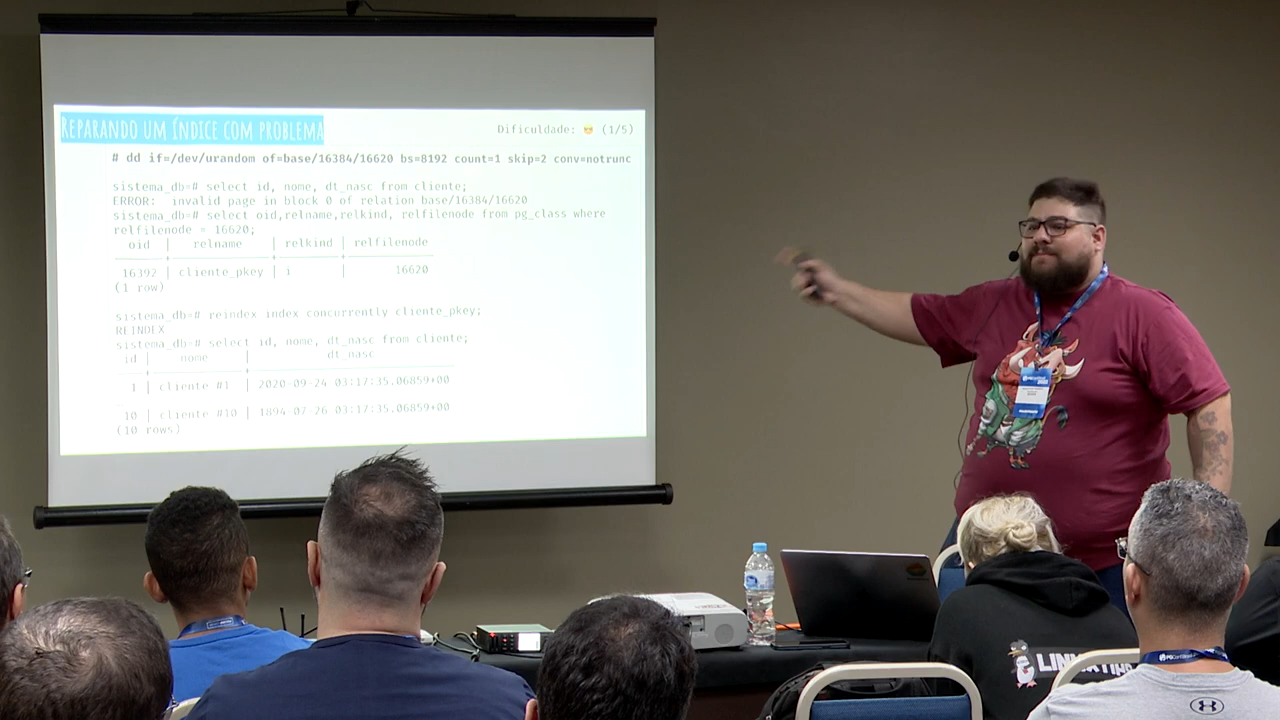 REPARANDO UM ÍNDICE COM PROBLEMA
Dificuldade: 😎 (1/5)
# dd if=/dev/urandom of=base/16384/16620 bs=8192 count=1 skip=2 conv=notrunc
sistema_db=# select id, nome, dt_nasc from cliente;
ERROR: invalid page in block 0 of relation base/16384/16620
sistema_db=# select oid,relname,relkind, relfilenode from pg_class where
relfilenode = 16620;
oid | relname | relkind | relfilenode
16392 | cliente_pkey | i | 16620
(1 row)
sistema_db=# reindex index concurrently cliente_pkey;
REINDEX
sistema_db=# select id, nome, dt_nasc from cliente;
id | nome | dt_nasc
1 | cliente #1 | 2020-09-24 03:17:35.06859+00
10 | cliente #10 | 1894-07-26 03:17:35.06859+00
(10 rows)